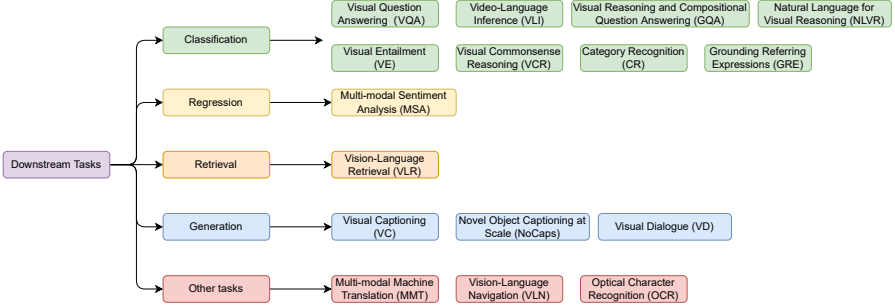 Downstream Tasks
Classification
Visual Question
Answering (VQA)
Video-Language
Inference (VLI)
Visual Reasoning and Compositional
Question Answering (GQA)
Natural Language for
Visual Reasoning (NLVR)
Visual Entailment
(VE)
Visual Commonsense
Reasoning (VCR)
Category Recognition
(CR)
Grounding Referring
Expressions (GRE)
Regression
Multi-modal Sentiment
Analysis (MSA)
Retrieval
Vision-Language
Retrieval (VLR)
Generation
Visual Captioning
(VC)
Novel Object Captioning at
Scale (NoCaps)
Visual Dialogue (VD)
Other tasks
Multi-modal Machine
Translation (MMT)
Vision-Language
Navigation (VLN)
Optical Character
Recognition (OCR)